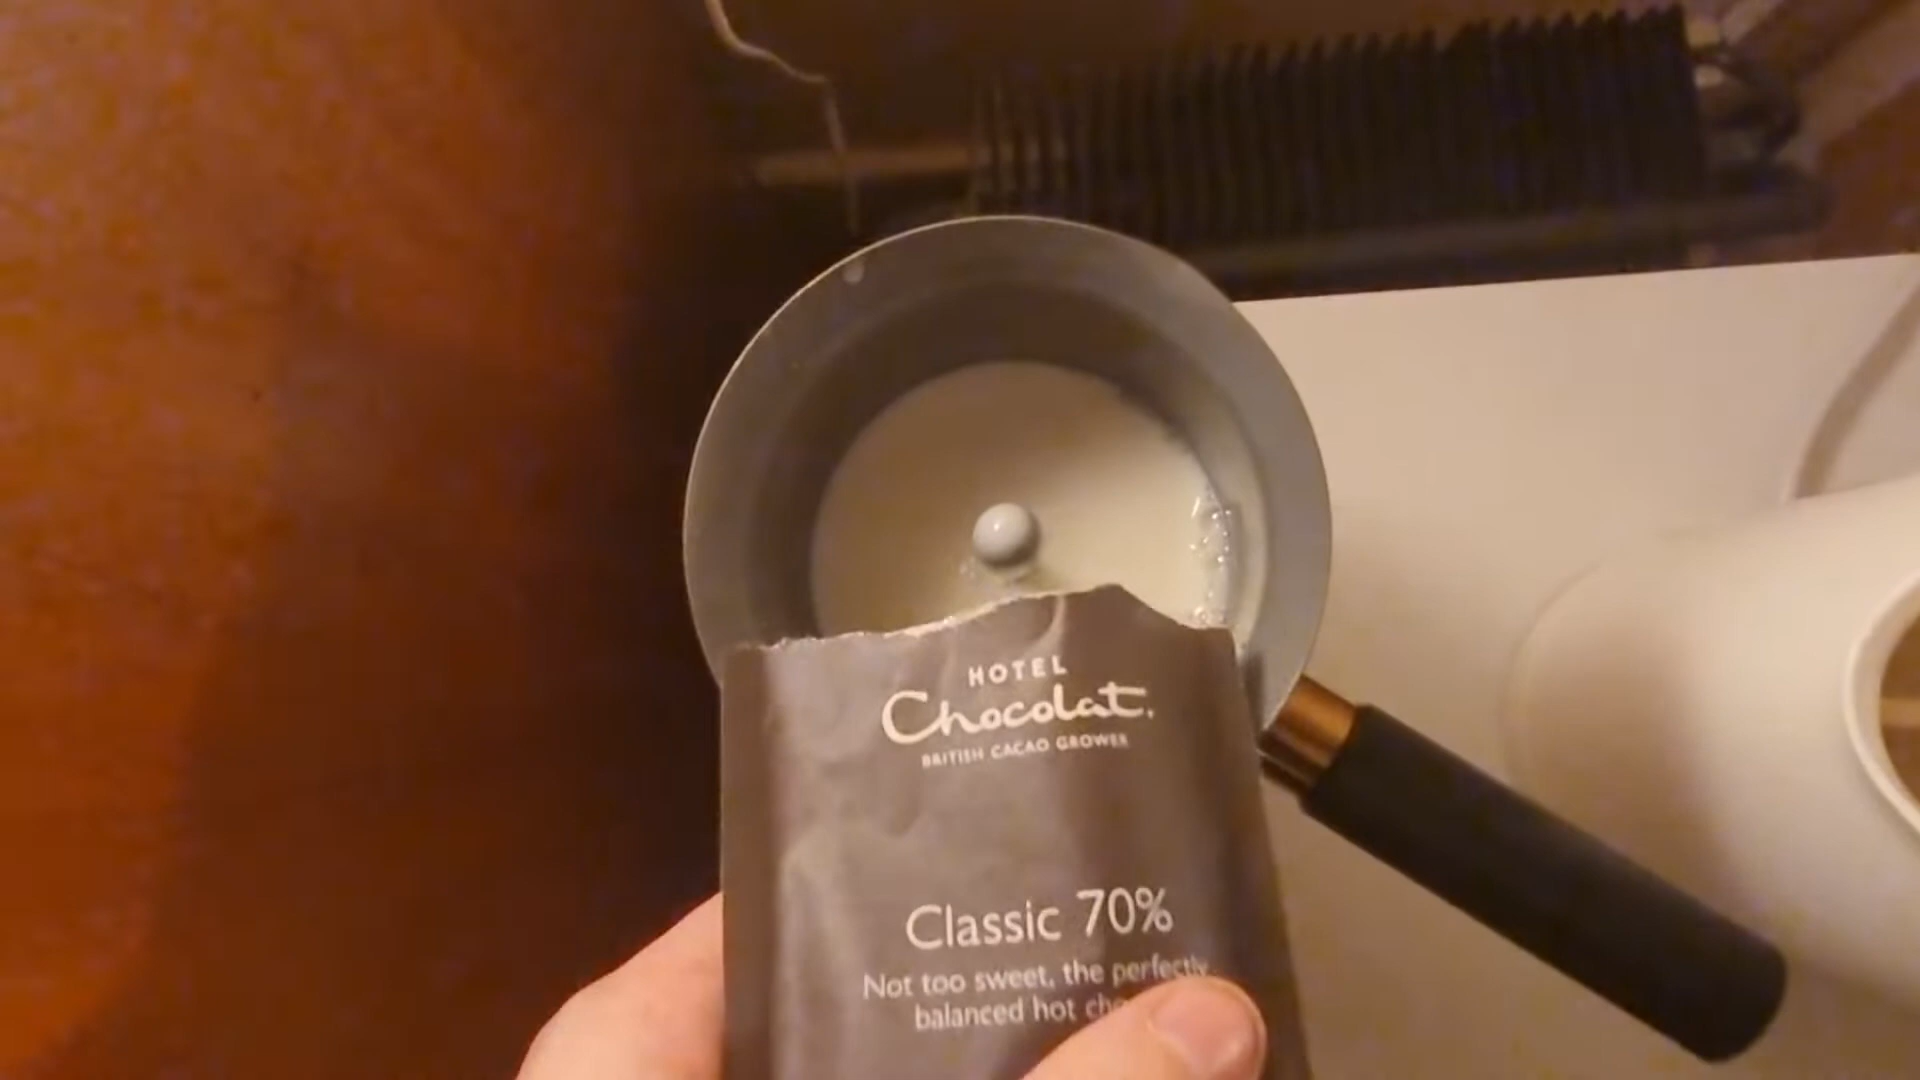 HOTEL
Chocolat.
BRITISH CACAO GROWER
Classic 70%
Not too sweet, the perfectly
balanced hot